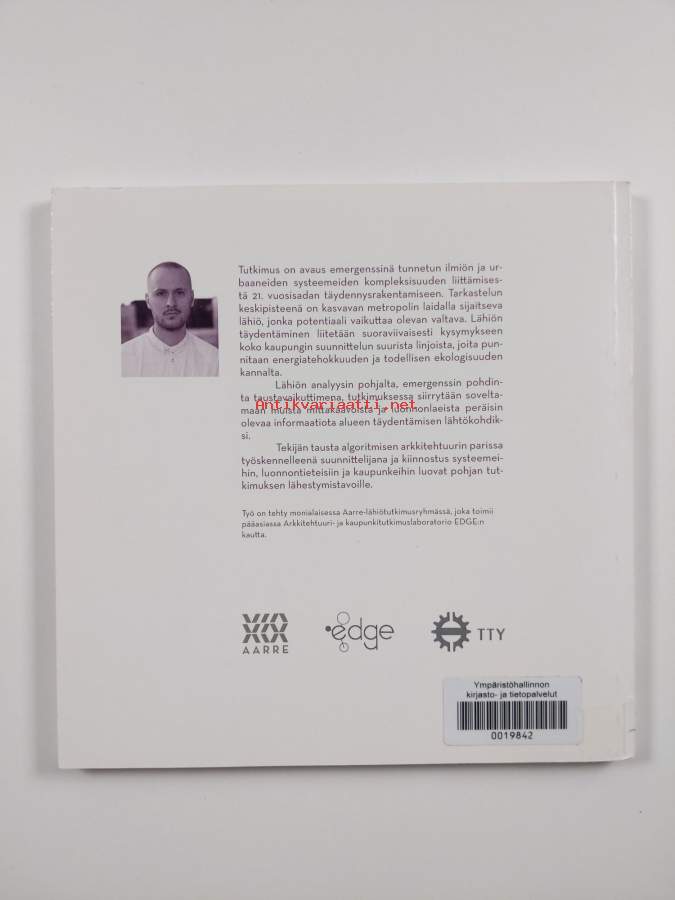 Tutkimus on avaus emergenssinä tunnetun ilmiön ja ur-
baaneiden systeemeiden kompleksisuuden liittämises-
tä 21. vuosisadan täydennysrakentamiseen. Tarkastelun
keskipisteenä on kasvavan metropolin laidalla sijaitseva
lähiö, jonka potentiaali vaikuttaa olevan valtava. Lähiön
täydentäminen liitetään suoraviivaisesti kysymykseen
koko kaupungin suunnittelun suurista linjoista, joita pun-
nitaan energiatehokkuuden ja todellisen ekologisuuden
kannalta.
Lähiön analyysin pohjalta, emergenssin pohdin-
ta taustavaikuttimena, tutkimuksessa siirrytään sovelta-
Antikvariaatti.net
maan muista mittakaavoista ja luonnonlaeista peräisin
olevaa informaatiota alueen täydentämisen lähtökohdik-
si.
Tekijän tausta algoritmisen arkkitehtuurin parissa
työskennelleenä suunnittelijana ja kiinnostus systeemei-
hin, luonnontieteisiin ja kaupunkeihin luovat pohjan tut-
kimuksen lähestymistavoille.
Työ on tehty monialaisessa Aarre-lähiötutkimusryhmässä, joka toimii
pääasiassa Arkkitehtuuri- ja kaupunkitutkimuslaboratorio EDGE:n
kautta.
AARRE
edge
TTY
Ympäristöhallinnon
kirjasto- ja tietopalvelut
0019842